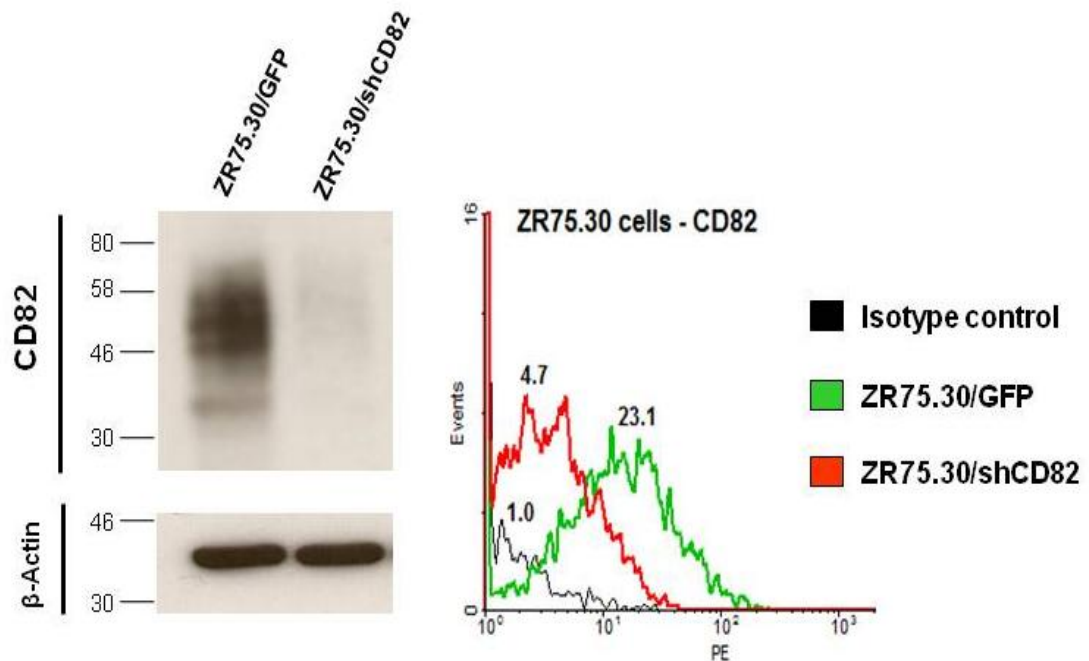 ZR75.30/GFP
ZR75.30/shCD82
CD82
80
58
46
30
β-Actin
46
30
ZR75.30 cells - CD82
16
Events
0
4.7
23.1
1.0
10⁰
10¹
10²
10³
PE
Isotype control
ZR75.30/GFP
ZR75.30/shCD82